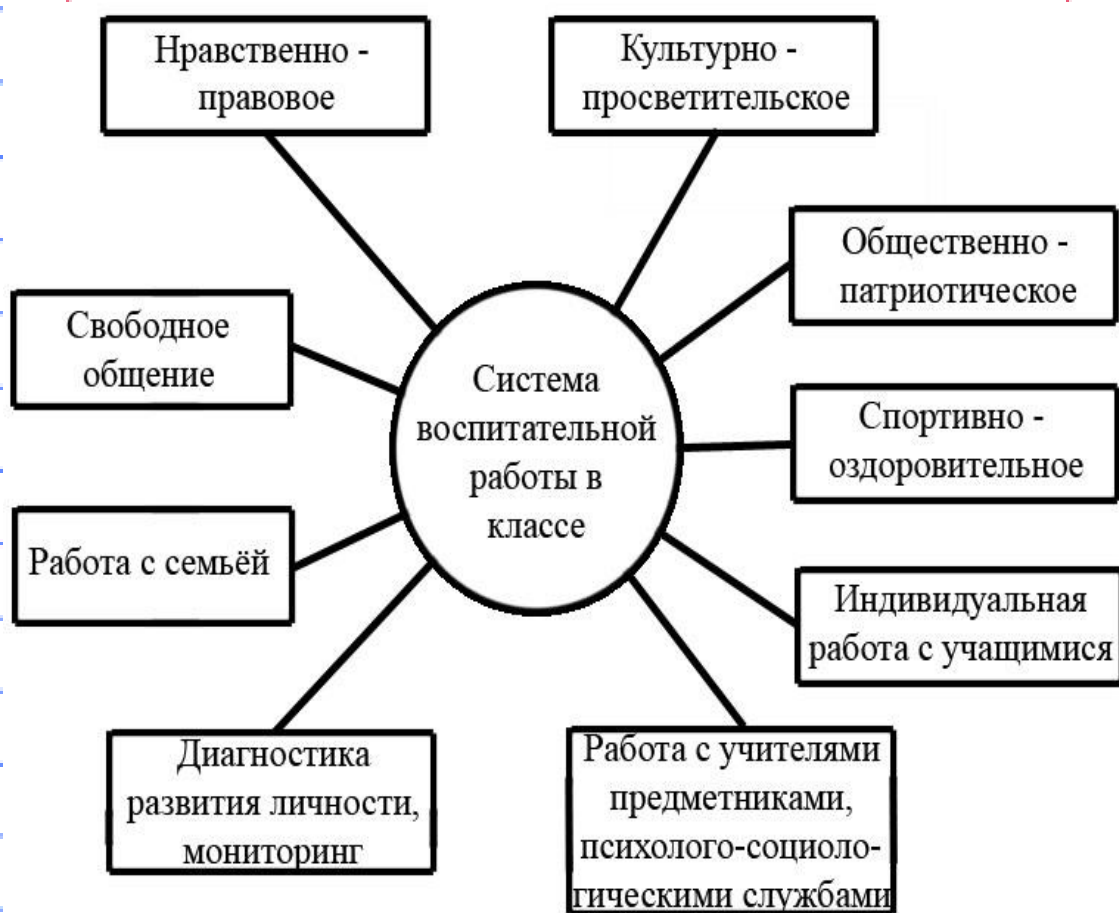 Нравственно -
правовое
Культурно -
просветительское
Общественно -
патриотическое
Свободное
общение
Система
воспитательной
работы в
классе
Спортивно -
оздоровительное
Работа с семьёй
Индивидуальная
работа с учащимися
Диагностика
развития личности,
мониторинг
Работа с учителями
предметниками,
психолого-социоло-
гическими службами